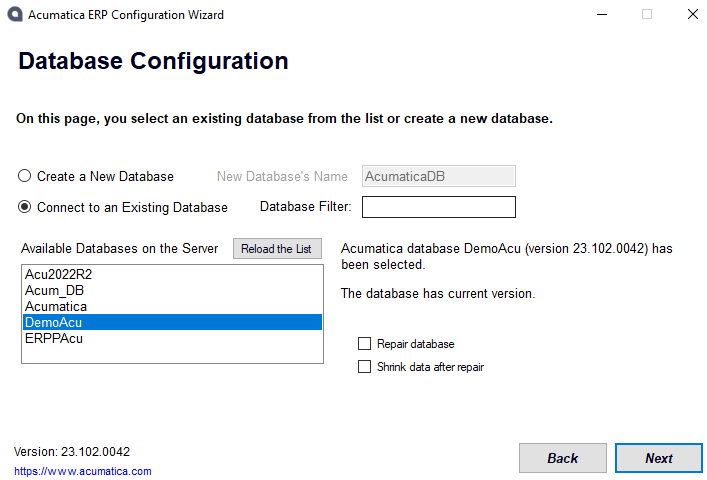 Acumatica ERP Configuration Wizard
Database Configuration
On this page, you select an existing database from the list or create a new database.
Create a New Database
New Database's Name
AcumaticaDB
Connect to an Existing Database
Database Filter:
Available Databases on the Server
Reload the List
Acu2022R2
Acum_DB
Acumatica
DemoAcu
ERPPAcu
Acumatica database DemoAcu (version 23.102.0042) has
been selected.
The database has current version.
Repair database
Shrink data after repair
Version: 23.102.0042
https://www.acumatica.com
Back
Next